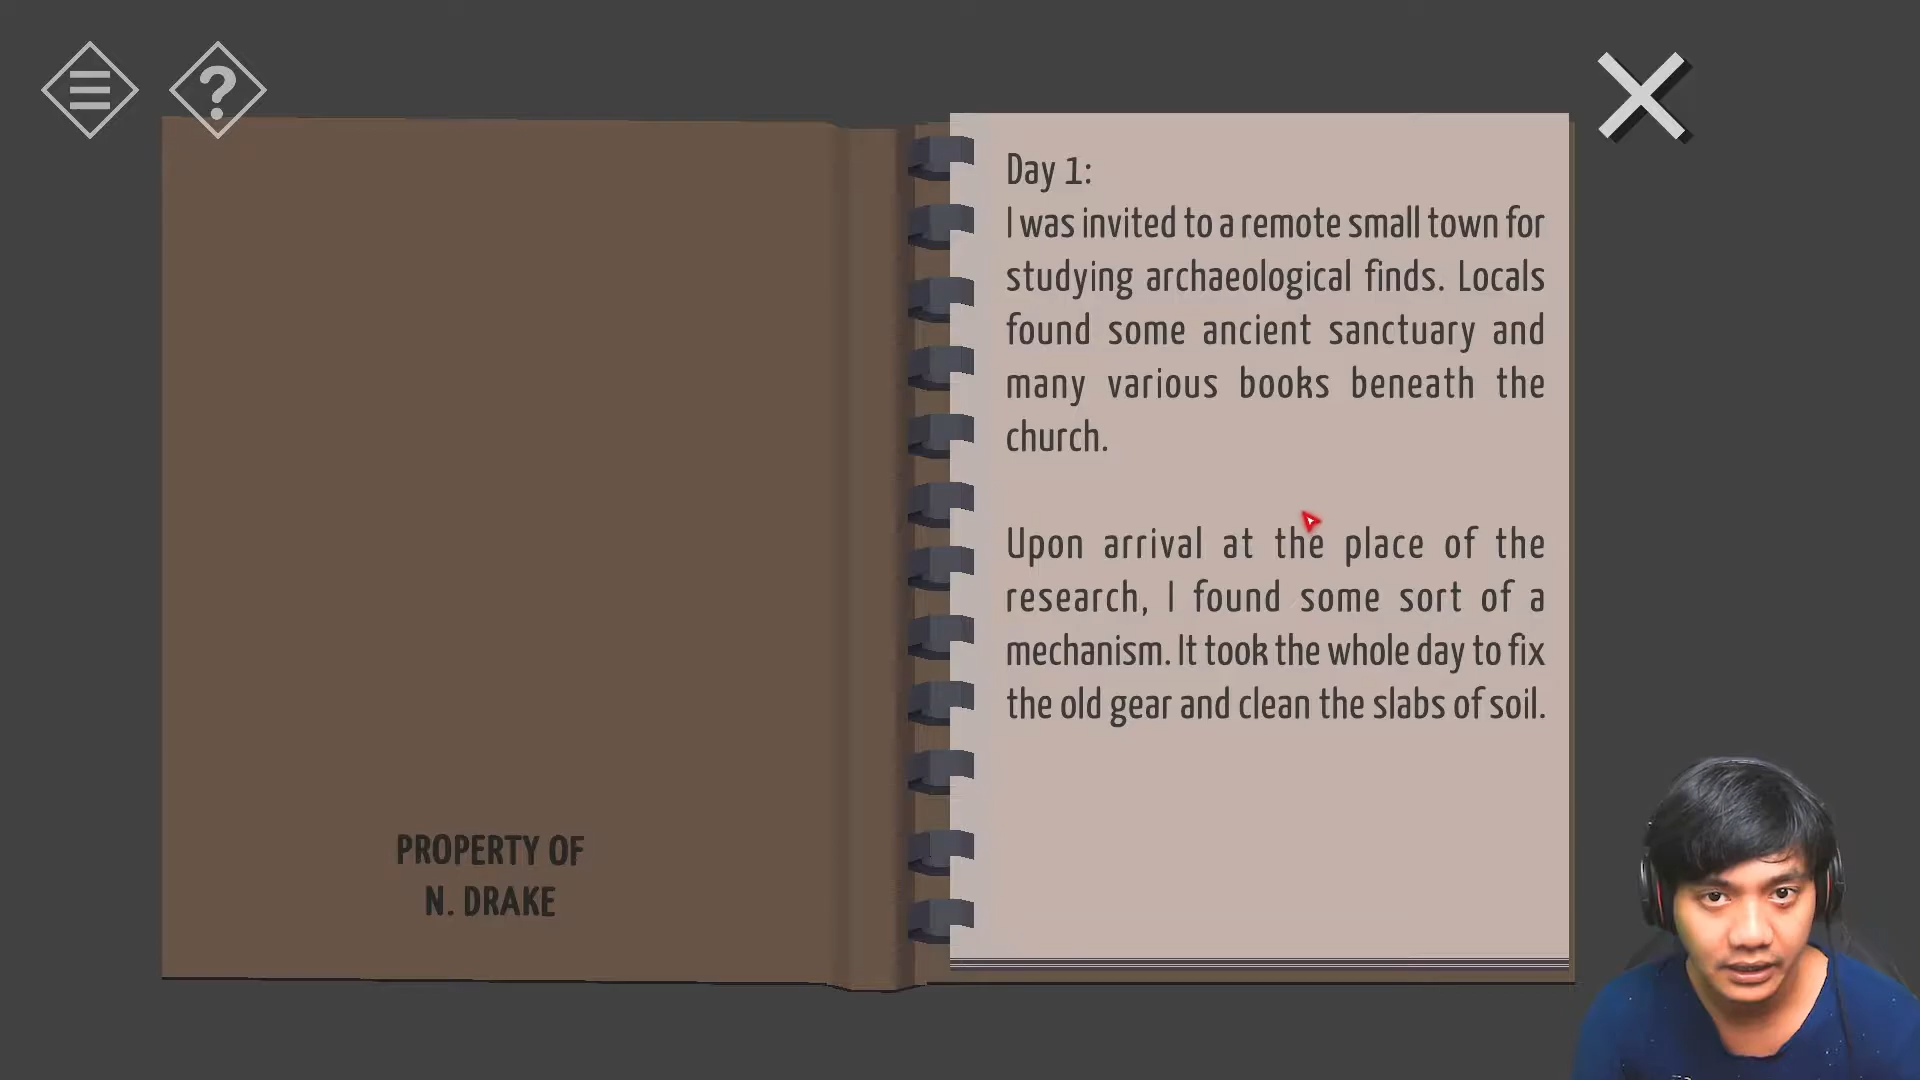 PROPERTY OF
N. DRAKE
Day 1:
I was invited to a remote small town for
studying archaeological finds. Locals
found some ancient sanctuary and
many various books beneath the
church.
Upon arrival at the place of the
research, I found some sort of a
mechanism. It took the whole day to fix
the old gear and clean the slabs of soil.